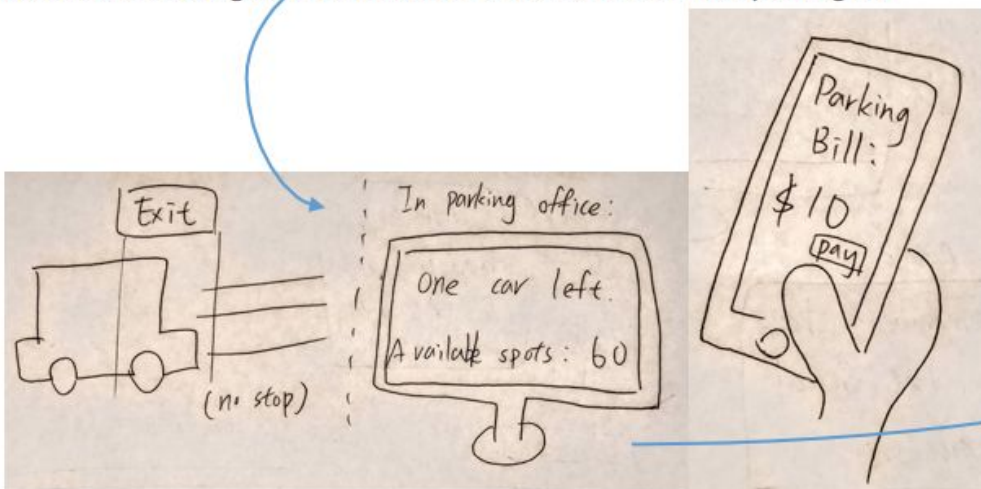 Exit
(no stop)
In parking office:
One car left.
Available spots: 60
Parking
Bill:
$10
pay